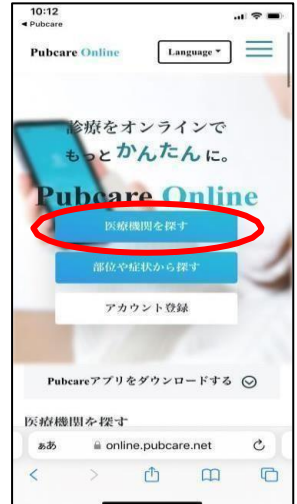 10:12
◀ Pubcare
Pubcare Online
Language
診療をオンラインで
もっとかんたんに。
Pubcare Online
医療機関を探す
部位や症状から探す
アカウント登録
Pubcareアプリをダウンロードする
医療機関を探す
ぁあ
online.pubcare.net